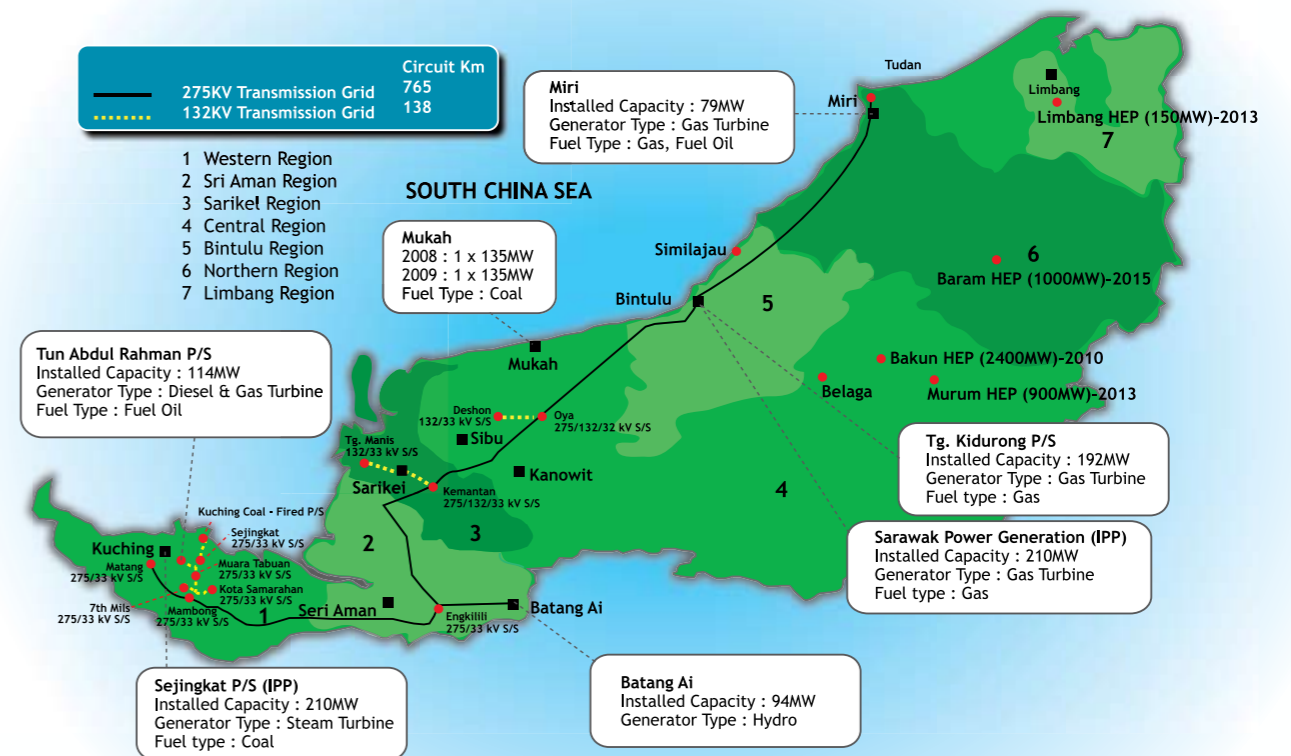 Circuit Km
275KV Transmission Grid 765
132KV Transmission Grid 138
1 Western Region
2 Sri Aman Region
3 Sarikei Region
4 Central Region
5 Bintulu Region
6 Northern Region
7 Limbang Region
SOUTH CHINA SEA
Miri
Installed Capacity : 79MW
Generator Type : Gas Turbine
Fuel Type : Gas, Fuel Oil
Tudan
Miri
Limbang
Limbang HEP (150MW)-2013
7
Mukah
2008 : 1 x 135MW
2009 : 1 x 135MW
Fuel Type : Coal
Similajau
6
Baram HEP (1000MW)-2015
Bintulu
5
Tun Abdul Rahman P/S
Installed Capacity : 114MW
Generator Type : Diesel & Gas Turbine
Fuel Type : Fuel Oil
Mukah
Bakun HEP (2400MW)-2010
Belaga
Murum HEP (900MW)-2013
Deshon
132/33 kV S/S
Oya
275/132/32 kV S/S
Sibu
Tg. Manis
132/33 kV S/S
Sarikei
Kanowit
Kemantan
275/132/33 kV S/S
4
Tg. Kidurong P/S
Installed Capacity : 192MW
Generator Type : Gas Turbine
Fuel type : Gas
Kuching Coal - Fired P/S
Sejingkat
275/33 kV S/S
3
2
Sarawak Power Generation (IPP)
Installed Capacity : 210MW
Generator Type : Gas Turbine
Fuel type : Gas
Kuching
Matang
275/33 kV S/S
Muara Tabuan
275/33 kV S/S
Kota Samarahan
275/33 kV S/S
7th Mils
275/33 kV S/S
Mambong
275/33 kV S/S
1
Seri Aman
Engkilili
275/33 kV S/S
Batang Ai
Sejingkat P/S (IPP)
Installed Capacity : 210MW
Generator Type : Steam Turbine
Fuel type : Coal
Batang Ai
Installed Capacity : 94MW
Generator Type : Hydro